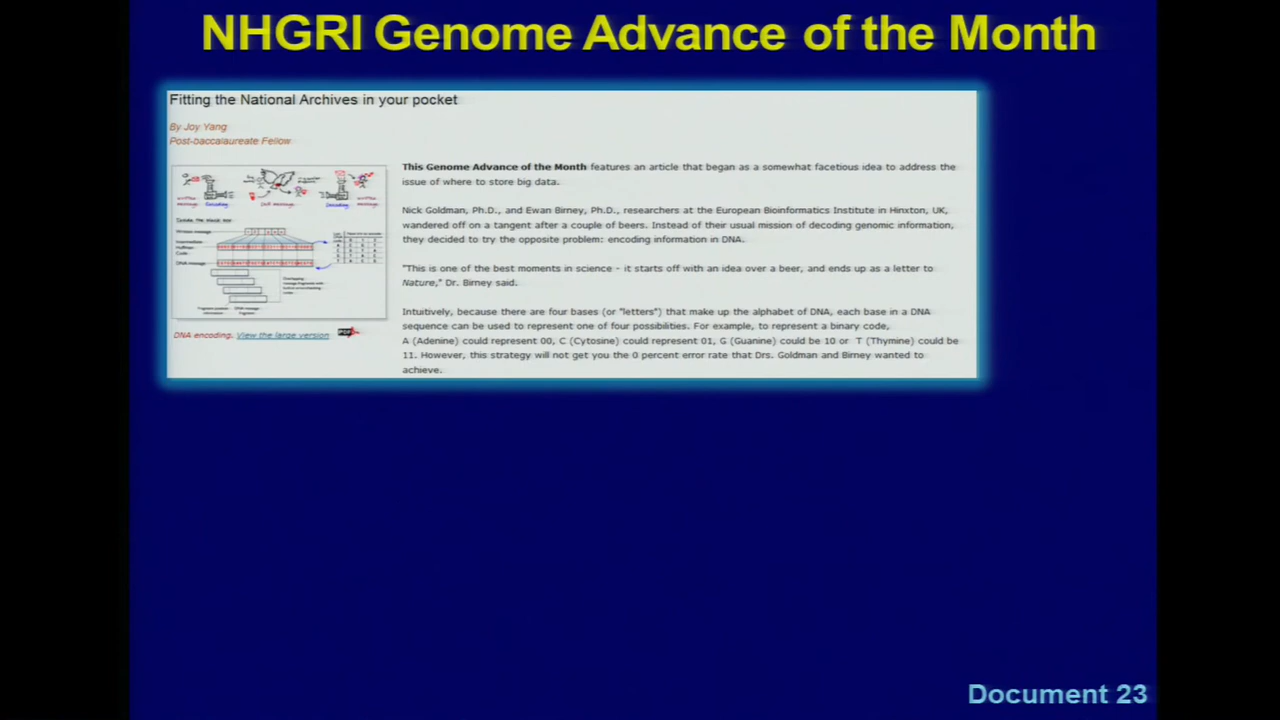 NHGRI Genome Advance of the Month
Fitting the National Archives in your pocket
By Joy Yang
Post-baccalaureate Fellow
This Genome Advance of the Month features an article that began as a somewhat facetious idea to address the
issue of where to store big data.
Nick Goldman, Ph.D., and Ewan Birney, Ph.D., researchers at the European Bioinformatics Institute in Hinxton, UK,
wandered off on a tangent after a couple of beers. Instead of their usual mission of decoding genomic information,
they decided to try the opposite problem: encoding information in DNA.
"This is one of the best moments in science - it starts off with an idea over a beer, and ends up as a letter to
Nature," Dr. Birney said.
Intuitively, because there are four bases (or "letters") that make up the alphabet of DNA, each base in a DNA
sequence can be used to represent one of four possibilities. For example, to represent a binary code,
A (Adenine) could represent 00, C (Cytosine) could represent 01, G (Guanine) could be 10 or T (Thymine) could be
11. However, this strategy will not get you the 0 percent error rate that Drs. Goldman and Birney wanted to
achieve.
DNA encoding. View the large version
PDF
Document 23